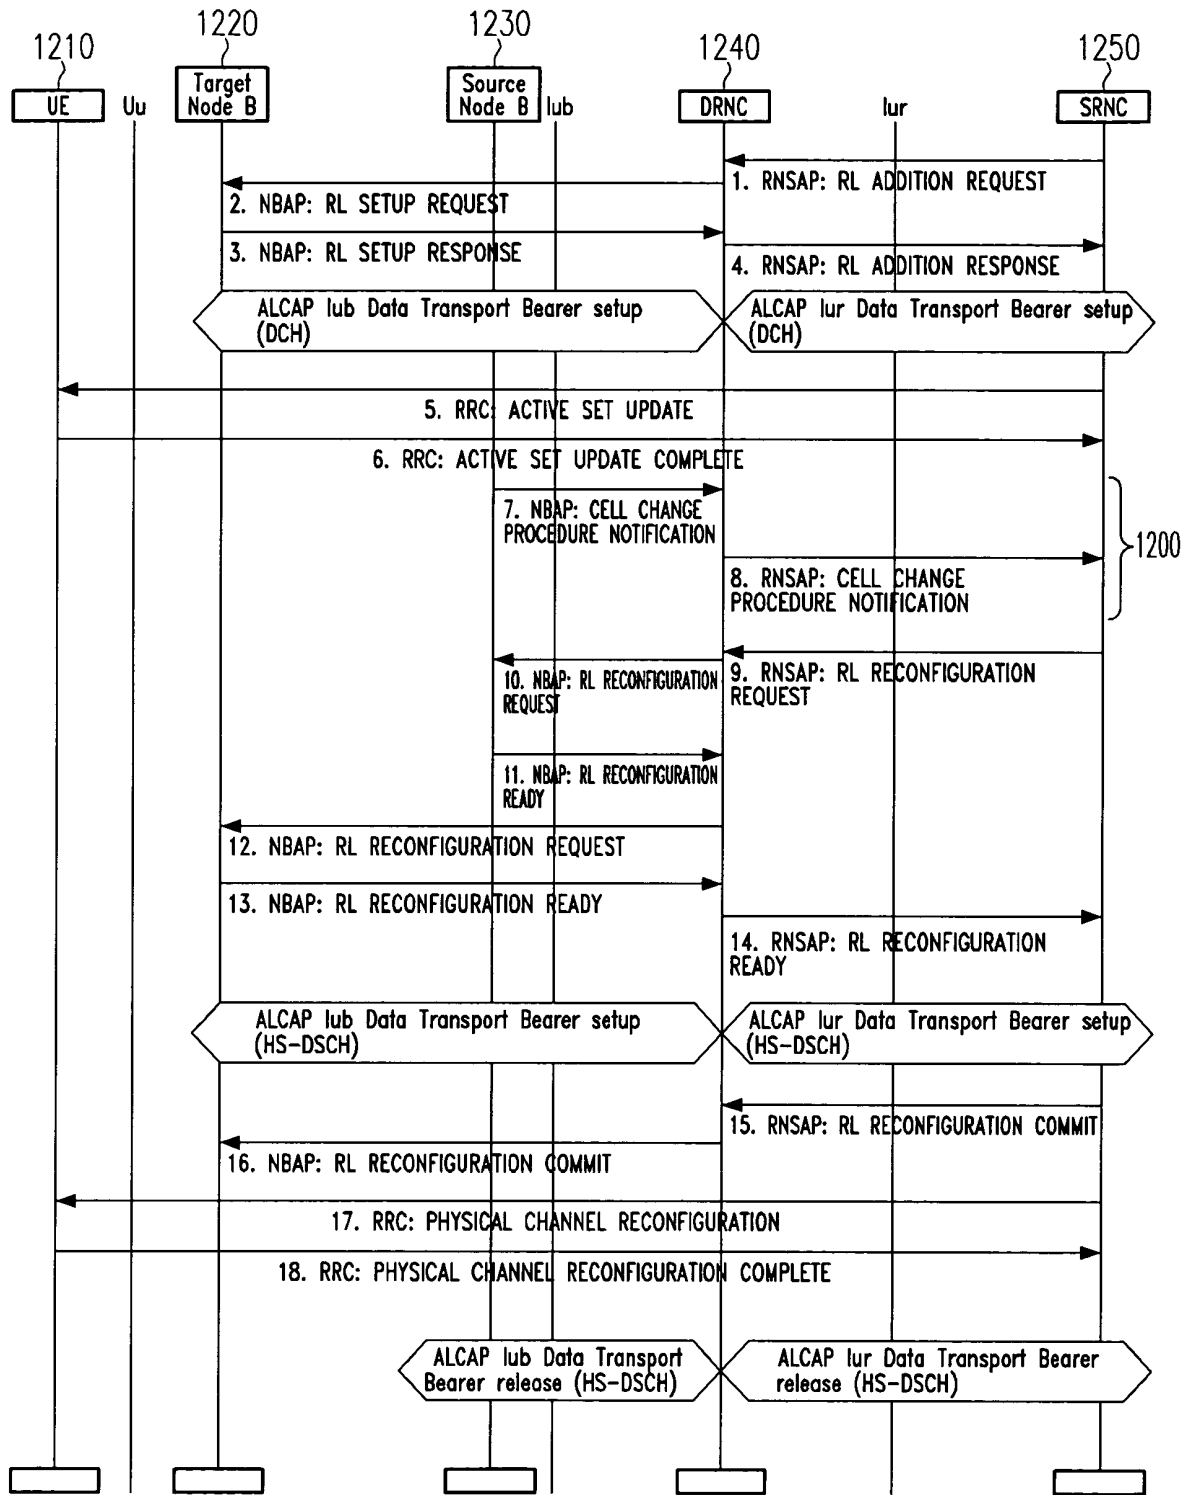 1210
1220
1230
1240
1250
UE
Uu
Target
Node B
Source
Node B
Iub
DRNC
Iur
SRNC
1. RNSAP: RL ADDITION REQUEST
2. NBAP: RL SETUP REQUEST
3. NBAP: RL SETUP RESPONSE
4. RNSAP: RL ADDITION RESPONSE
ALCAP Iub Data Transport Bearer setup
(DCH)
ALCAP Iur Data Transport Bearer setup
(DCH)
5. RRC: ACTIVE SET UPDATE
6. RRC: ACTIVE SET UPDATE COMPLETE
7. NBAP: CELL CHANGE
PROCEDURE NOTIFICATION
1200
8. RNSAP: CELL CHANGE
PROCEDURE NOTIFICATION
9. RNSAP: RL RECONFIGURATION
REQUEST
10. NBAP: RL RECONFIGURATION
REQUEST
11. NBAP: RL RECONFIGURATION
READY
12. NBAP: RL RECONFIGURATION REQUEST
13. NBAP: RL RECONFIGURATION READY
14. RNSAP: RL RECONFIGURATION
READY
ALCAP Iub Data Transport Bearer setup
(HS-DSCH)
ALCAP Iur Data Transport Bearer setup
(HS-DSCH)
15. RNSAP: RL RECONFIGURATION COMMIT
16. NBAP: RL RECONFIGURATION COMMIT
17. RRC: PHYSICAL CHANNEL RECONFIGURATION
18. RRC: PHYSICAL CHANNEL RECONFIGURATION COMPLETE
ALCAP Iub Data Transport
Bearer release (HS-DSCH)
ALCAP Iur Data Transport Bearer
release (HS-DSCH)